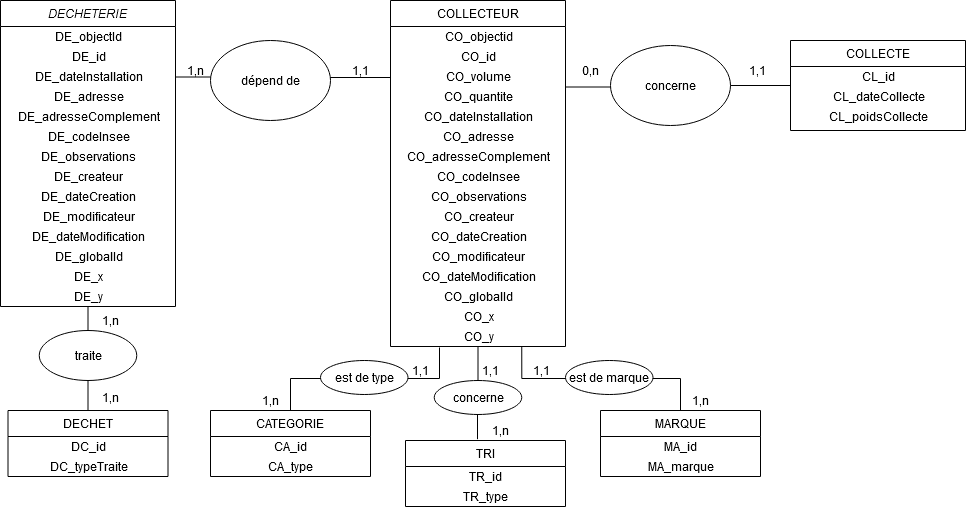 DECHETERIE
DE_objectId
DE_id
DE_dateInstallation
DE_adresse
DE_adresseComplement
DE_codeInsee
DE_observations
DE_createur
DE_dateCreation
DE_modificateur
DE_dateModification
DE_globalId
DE_x
DE_y
1,n
dépend de
1,1
COLLECTEUR
CO_objectid
CO_id
CO_volume
CO_quantite
CO_dateInstallation
CO_adresse
CO_adresseComplement
CO_codeInsee
CO_observations
CO_createur
CO_dateCreation
CO_modificateur
CO_dateModification
CO_globalId
CO_x
CO_y
0,n
concerne
1,1
COLLECTE
CL_id
CL_dateCollecte
CL_poidsCollecte
1,n
traite
1,n
DECHET
DC_id
DC_typeTraite
1,1
est de type
1,n
CATEGORIE
CA_id
CA_type
1,1
concerne
1,n
TRI
TR_id
TR_type
1,1
est de marque
1,n
MARQUE
MA_id
MA_marque